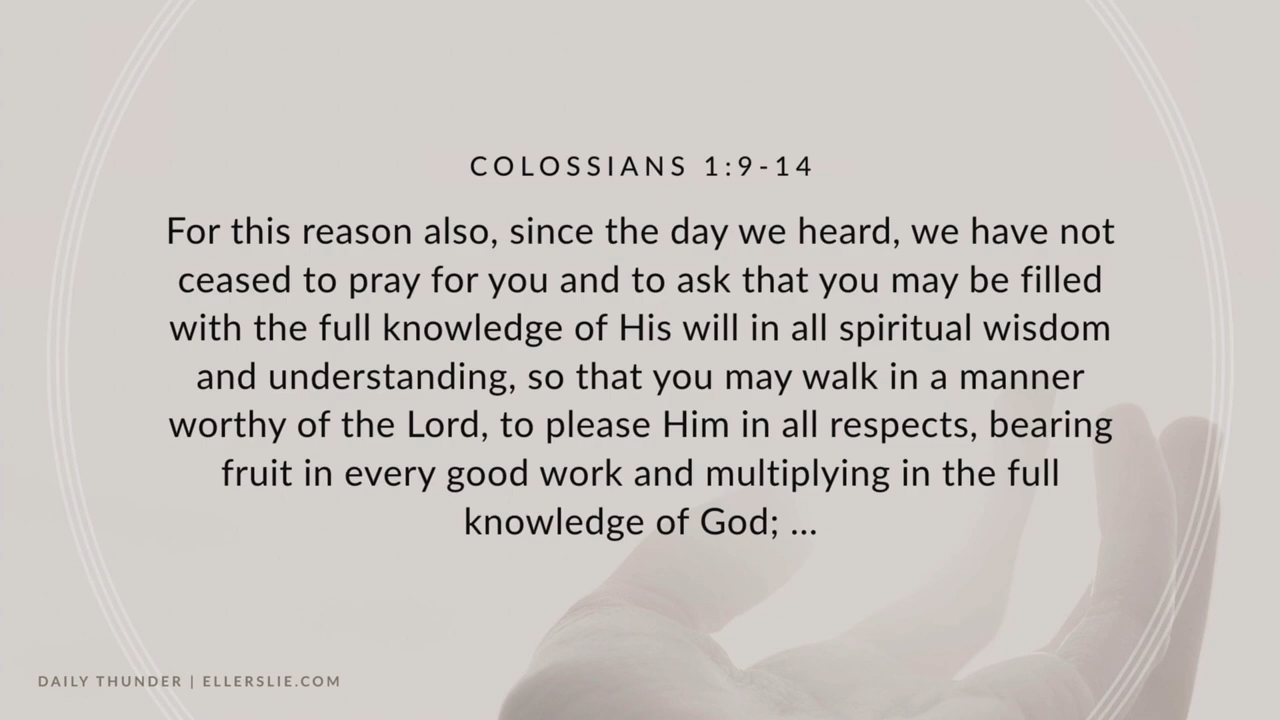 COLOSSIANS 1:9-14
For this reason also, since the day we heard, we have not
ceased to pray for you and to ask that you may be filled
with the full knowledge of His will in all spiritual wisdom
and understanding, so that you may walk in a manner
worthy of the Lord, to please Him in all respects, bearing
fruit in every good work and multiplying in the full
knowledge of God; ...
DAILY THUNDER | ELLERSLIE.COM